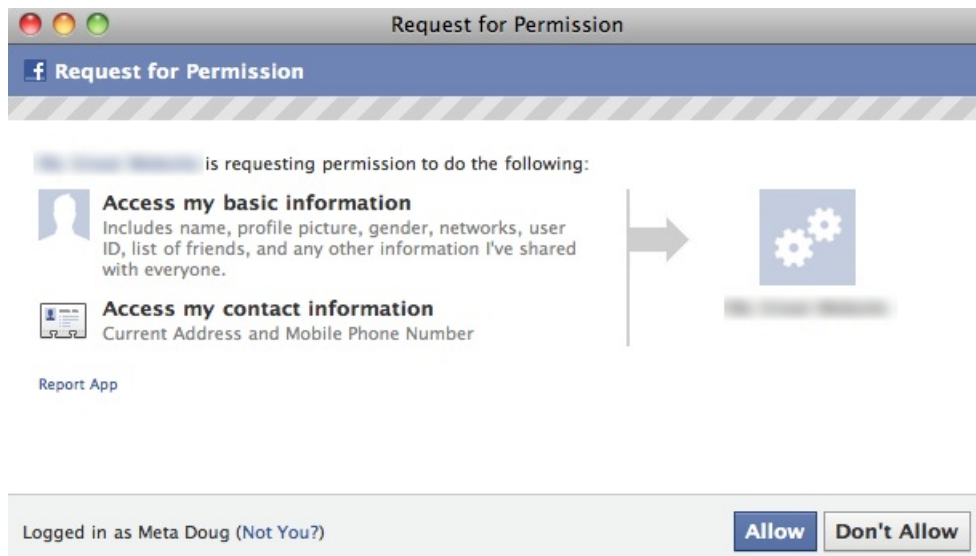 Request for Permission
f Request for Permission
is requesting permission to do the following:
Access my basic information
Includes name, profile picture, gender, networks, user
ID, list of friends, and any other information I've shared
with everyone.
Access my contact information
Current Address and Mobile Phone Number
Report App
Logged in as Meta Doug (Not You?)
Allow
Don't Allow